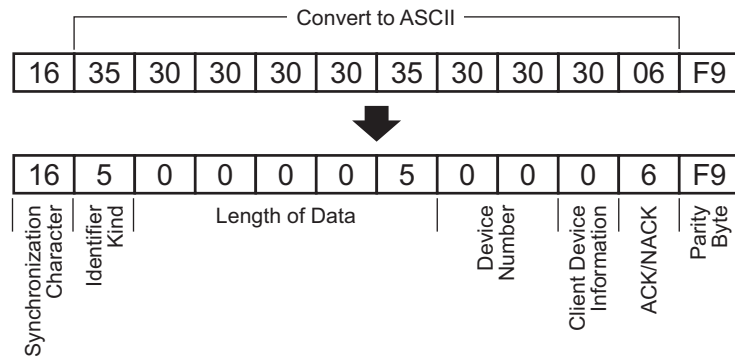 Convert to ASCII
16 35 30 30 30 30 35 30 30 30 06 F9
16 5 0 0 0 0 5 0 0 0 6 F9
Synchronization
Character
Identifier
Kind
Length of Data
Device
Number
Client Device
Information
ACK/NACK
Parity
Byte